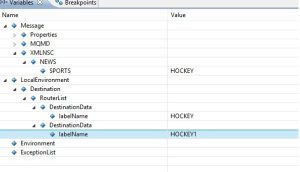 Variables Breakpoints
Name Value
Message
Properties
MQMD
XMLNSC
NEWS
SPORTS HOCKEY
LocalEnvironment
Destination
RouterList
DestinationData
labelName HOCKEY
DestinationData
labelName HOCKEY1
Environment
ExceptionList